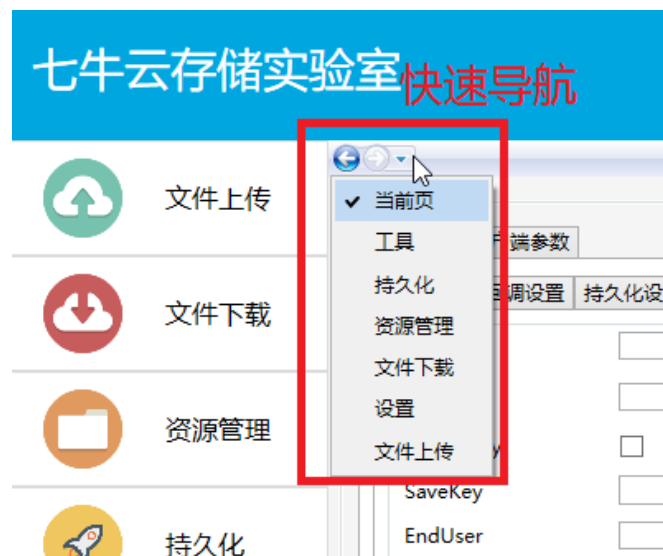 七牛云存储实验室
快速导航
文件上传
文件下载
资源管理
持久化
当前页
工具
持久化
资源管理
文件下载
设置
文件上传
户端参数
回调设置
持久化设
y
SaveKey
EndUser